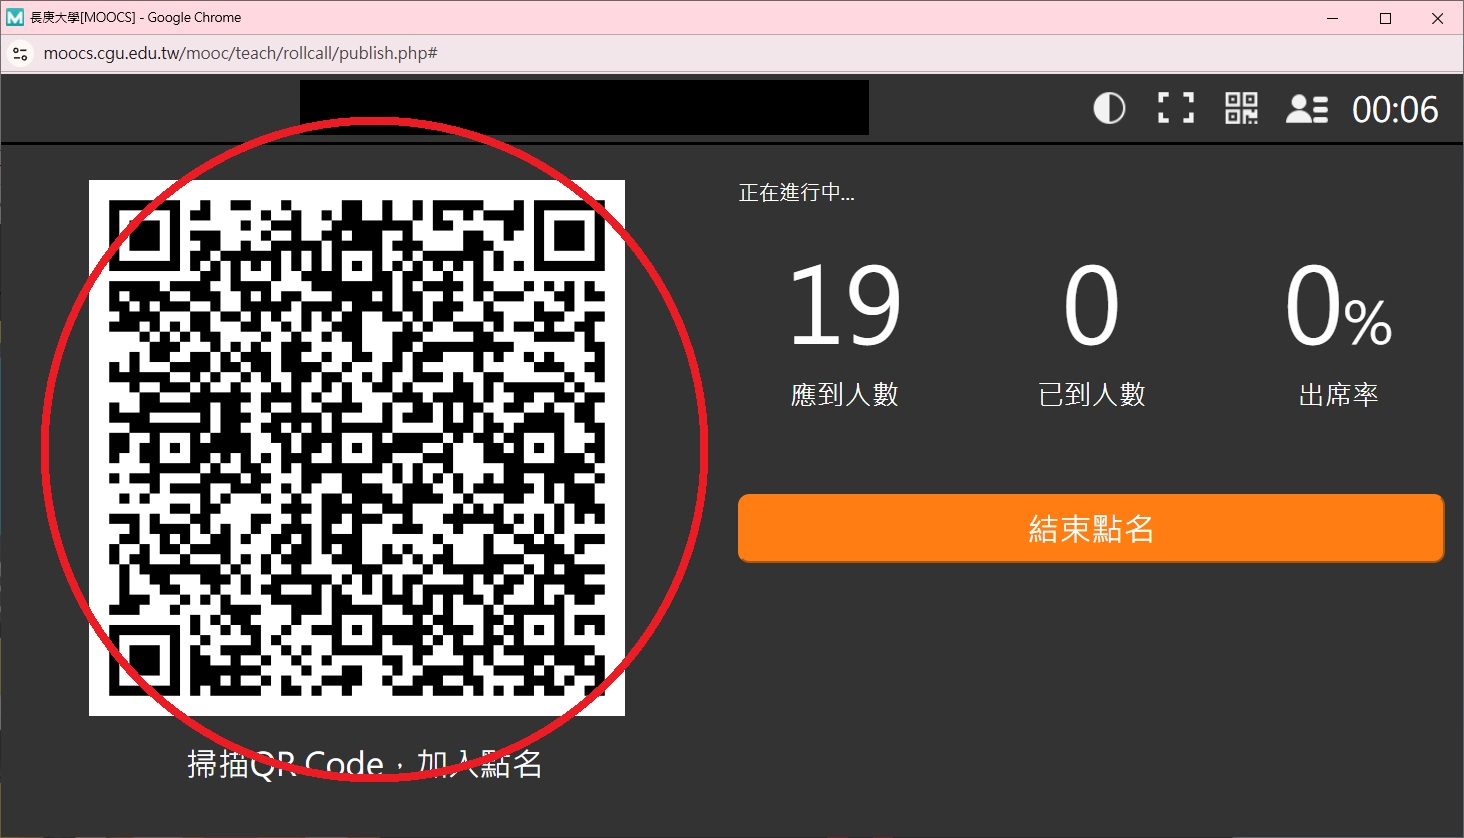 長庚大學[MOOCS] - Google Chrome
moocs.cgu.edu.tw/mooc/teach/rollcall/publish.php#
00:06
正在進行中...
19 0 0%
應到人數 已到人數 出席率
結束點名
掃描QR Code，加入點名